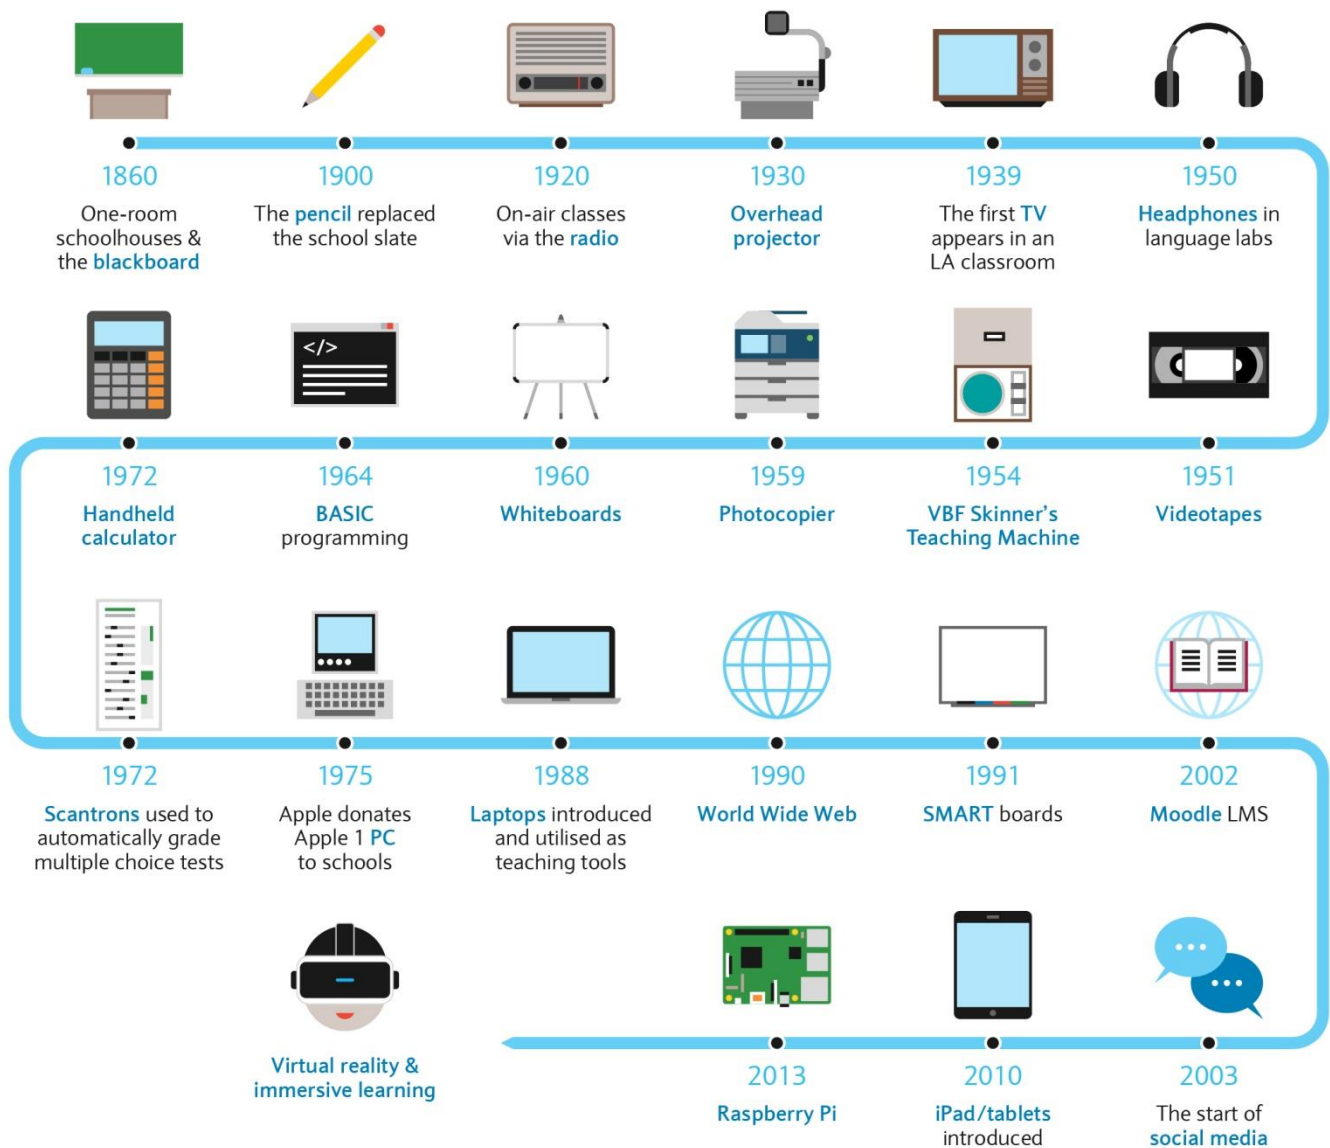 1860
One-room
schoolhouses &
the blackboard
1900
The pencil replaced
the school slate
1920
On-air classes
via the radio
1930
Overhead
projector
1939
The first TV
appears in an
LA classroom
1950
Headphones in
language labs
</>
1972
Handheld
calculator
1964
BASIC
programming
1960
Whiteboards
1959
Photocopier
1954
VBF Skinner's
Teaching Machine
1951
Videotapes
1972
Scantrons used to
automatically grade
multiple choice tests
1975
Apple donates
Apple 1 PC
to schools
1988
Laptops introduced
and utilised as
teaching tools
1990
World Wide Web
1991
SMART boards
2002
Moodle LMS
Virtual reality &
immersive learning
2013
Raspberry Pi
2010
iPad/tablets
introduced
2003
The start of
social media